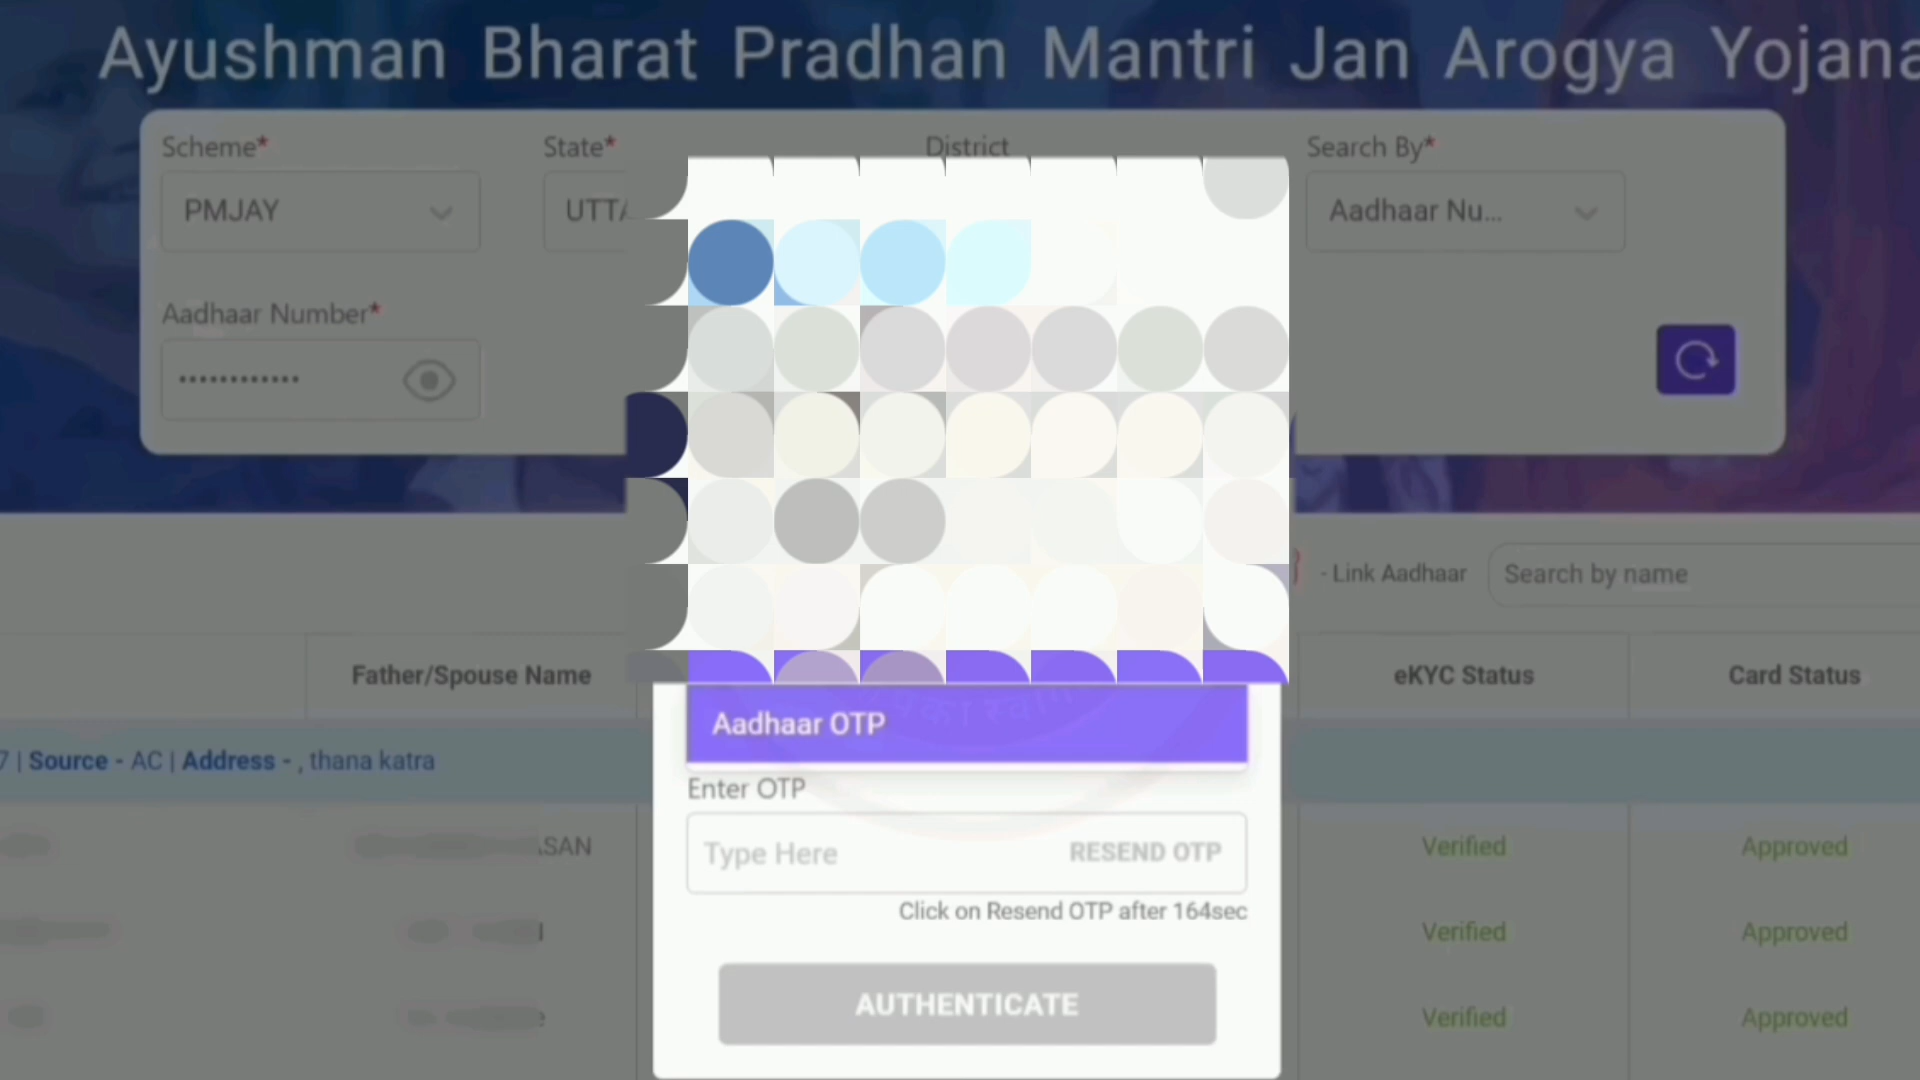 Ayushman Bharat Pradhan Mantri Jan Arogya Yojana
Scheme* State* District Search By*
PMJAY Aadhaar Nu...
Aadhaar Number*
••••••••••••
- Link Aadhaar Search by name
Father/Spouse Name eKYC Status Card Status
Aadhaar OTP
7 | Source - AC | Address - , thana katra
Enter OTP
Verified Approved
Type Here RESEND OTP
Click on Resend OTP after 164sec
Verified Approved
AUTHENTICATE
Verified Approved